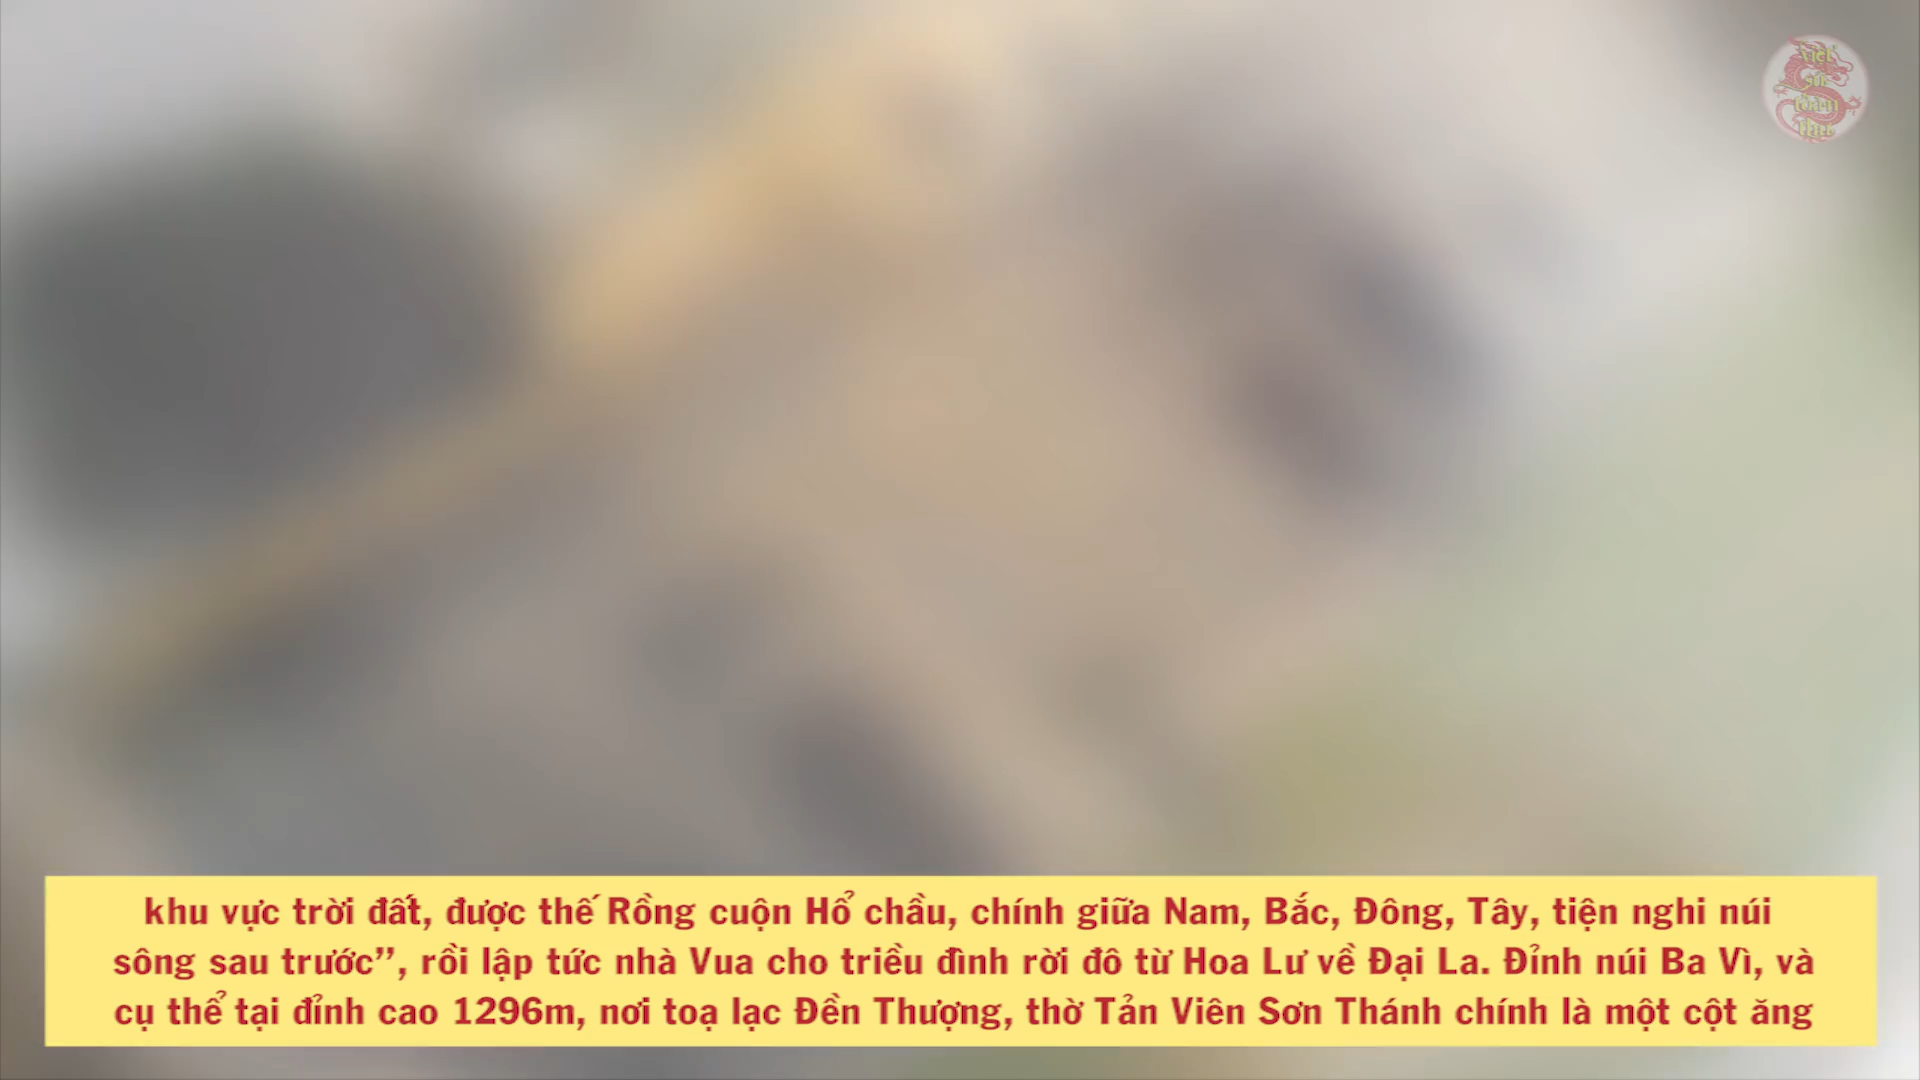 khu vực trời đất, được thế Rồng cuộn Hổ chầu, chính giữa Nam, Bắc, Đông, Tây, tiện nghi núi
sông sau trước”, rồi lập tức nhà Vua cho triều đình rời đô từ Hoa Lư về Đại La. Đỉnh núi Ba Vì, và
cụ thể tại đỉnh cao 1296m, nơi toạ lạc Đền Thượng, thờ Tản Viên Sơn Thánh chính là một cột ăng